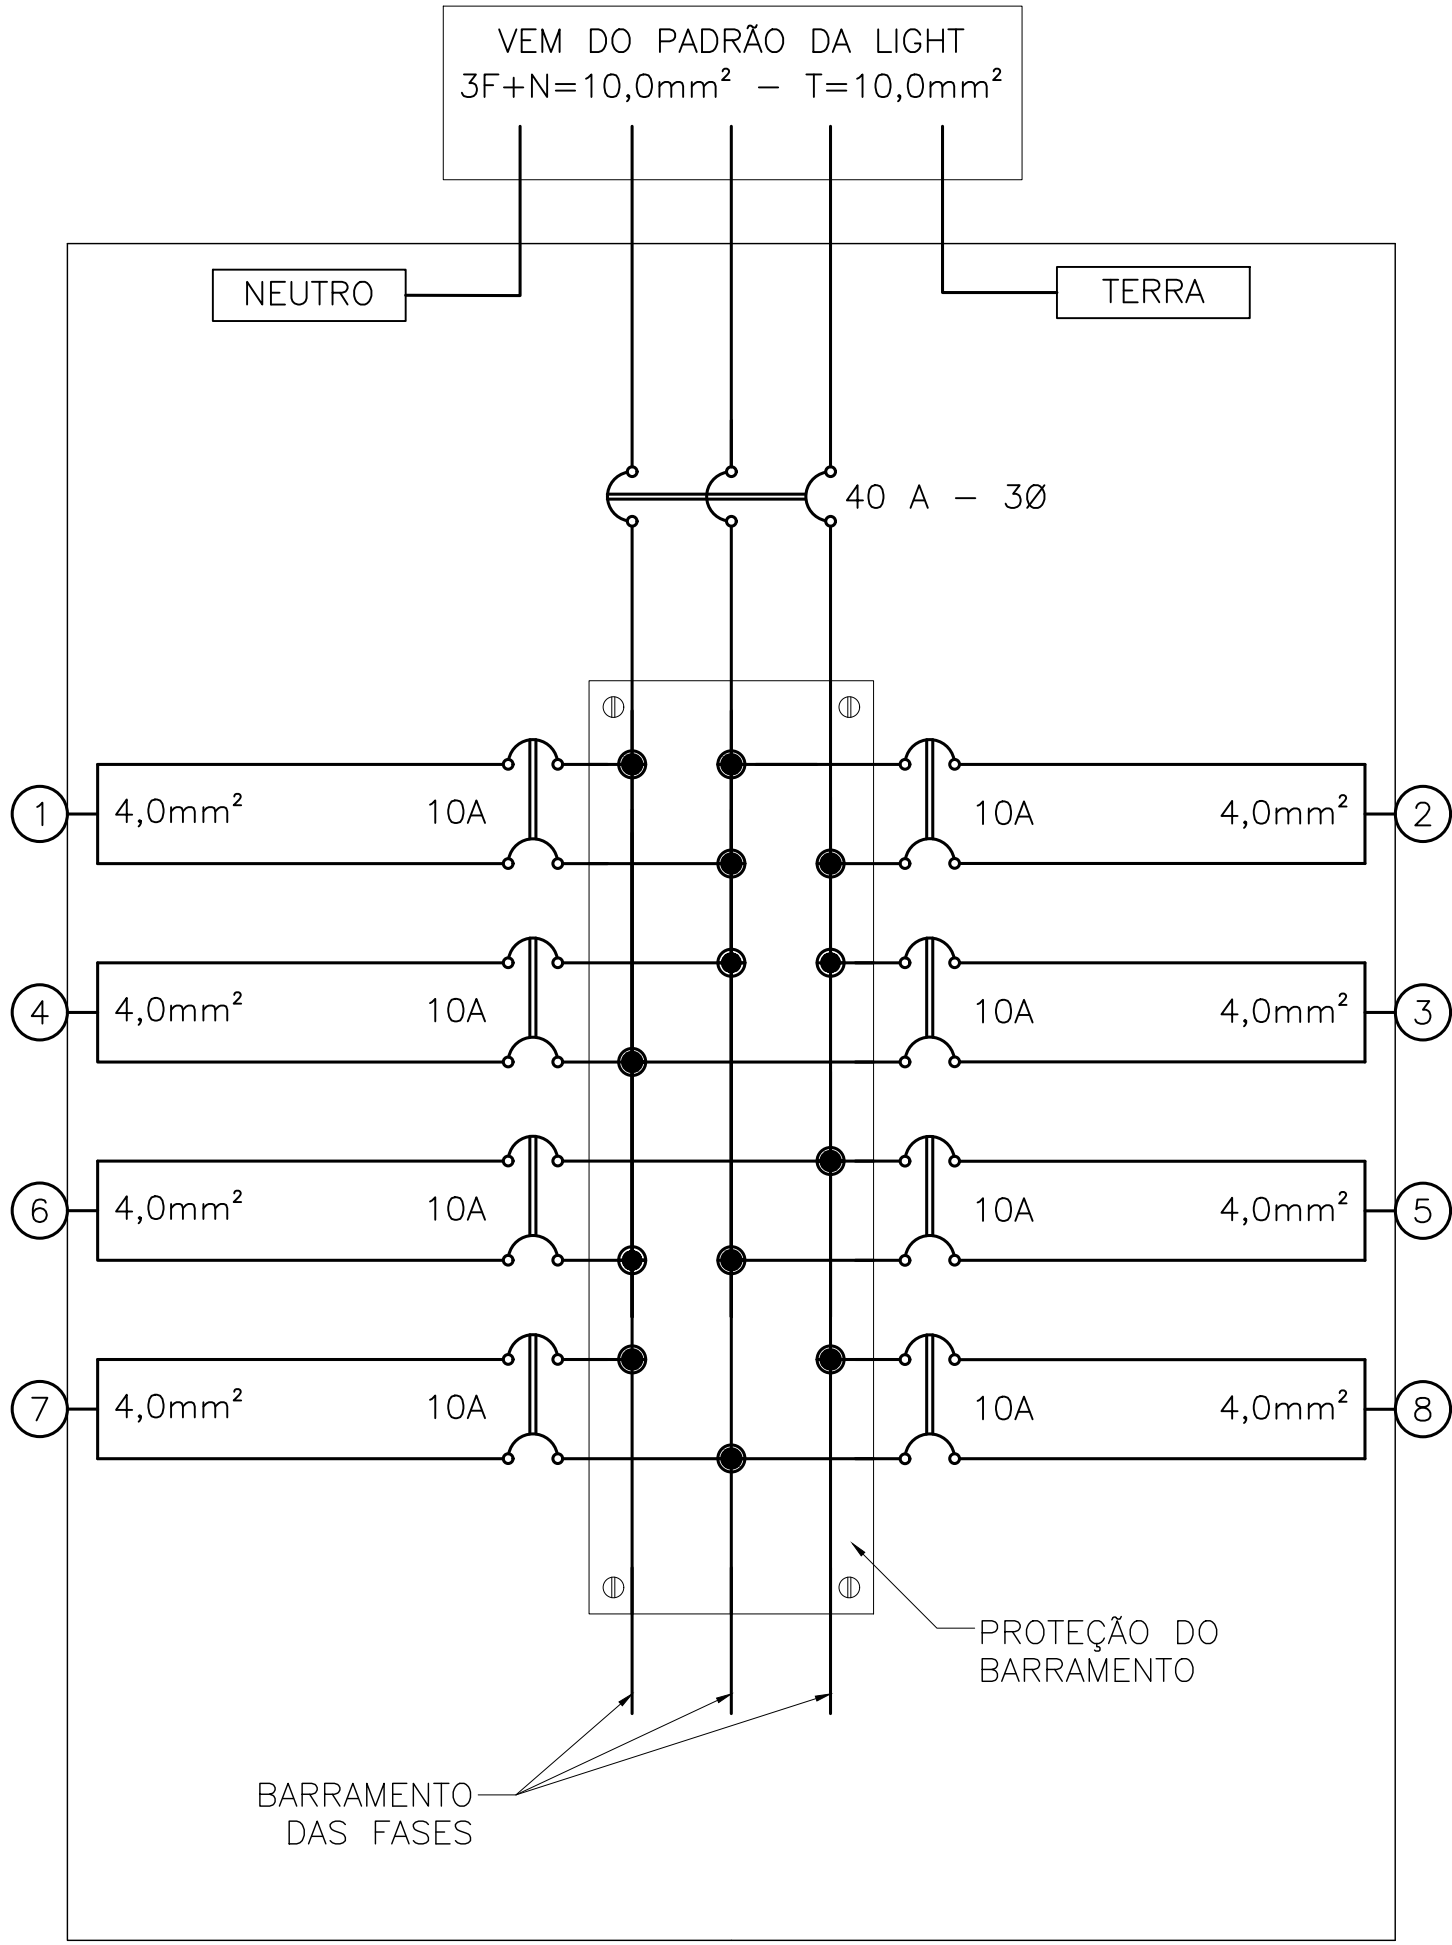 VEM DO PADRÃO DA LIGHT
3F+N=10,0mm² - T=10,0mm²
NEUTRO
TERRA
40 A - 3Ø
1
4,0mm²
10A
10A
4,0mm²
2
4
4,0mm²
10A
10A
4,0mm²
3
6
4,0mm²
10A
10A
4,0mm²
5
7
4,0mm²
10A
10A
4,0mm²
8
PROTEÇÃO DO
BARRAMENTO
BARRAMENTO
DAS FASES